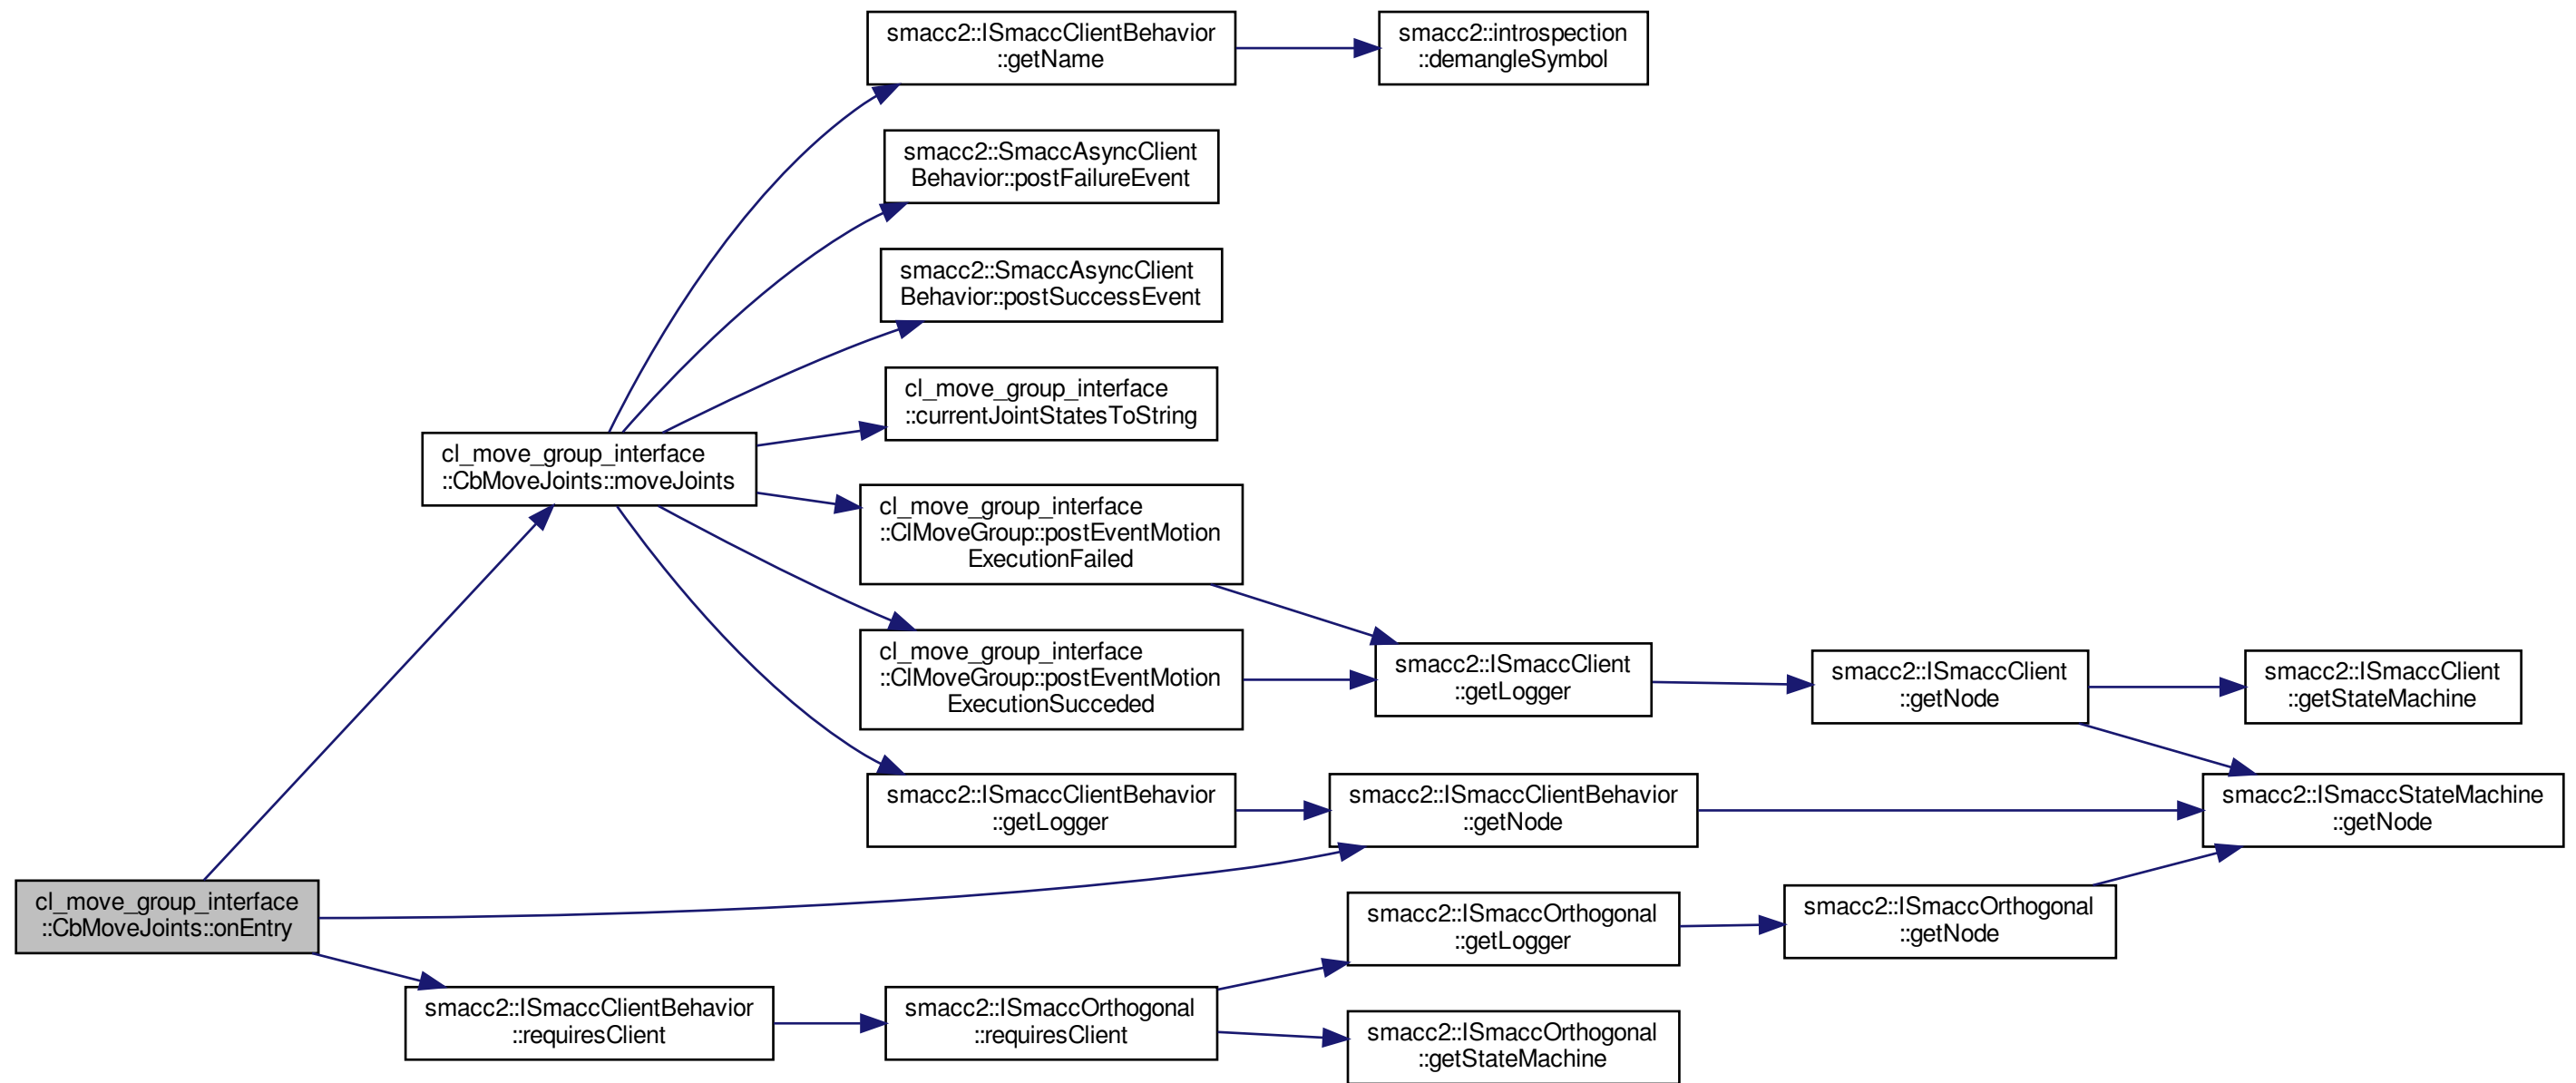 smacc2::ISmaccClientBehavior
::getName
smacc2::introspection
::demangleSymbol
smacc2::SmaccAsyncClient
Behavior::postFailureEvent
smacc2::SmaccAsyncClient
Behavior::postSuccessEvent
cl_move_group_interface
::currentJointStatesToString
cl_move_group_interface
::CbMoveJoints::moveJoints
cl_move_group_interface
::ClMoveGroup::postEventMotion
ExecutionFailed
cl_move_group_interface
::ClMoveGroup::postEventMotion
ExecutionSucceded
smacc2::ISmaccClient
::getLogger
smacc2::ISmaccClient
::getNode
smacc2::ISmaccClient
::getStateMachine
smacc2::ISmaccClientBehavior
::getLogger
smacc2::ISmaccClientBehavior
::getNode
smacc2::ISmaccStateMachine
::getNode
cl_move_group_interface
::CbMoveJoints::onEntry
smacc2::ISmaccOrthogonal
::getLogger
smacc2::ISmaccOrthogonal
::getNode
smacc2::ISmaccClientBehavior
::requiresClient
smacc2::ISmaccOrthogonal
::requiresClient
smacc2::ISmaccOrthogonal
::getStateMachine